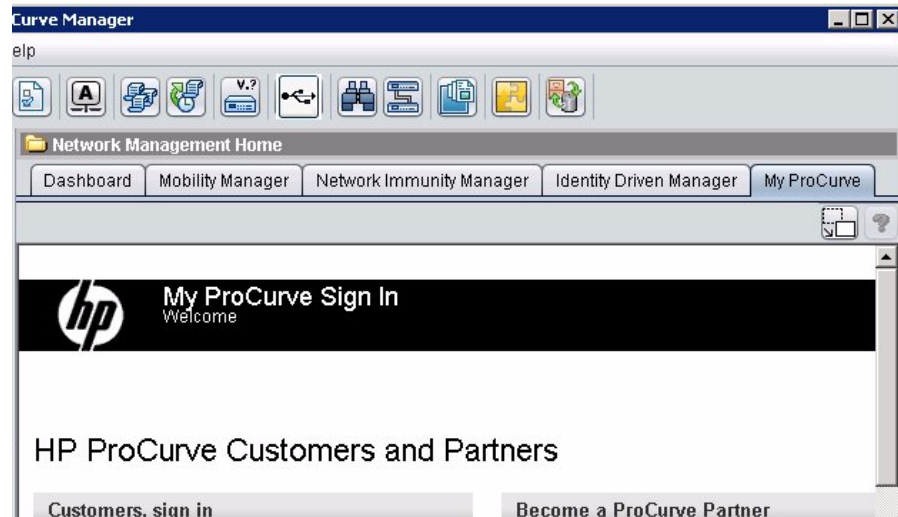 Curve Manager
elp
A
V.?
Network Management Home
Dashboard Mobility Manager Network Immunity Manager Identity Driven Manager My ProCurve
?
hp
My ProCurve Sign In
Welcome
HP ProCurve Customers and Partners
Customers, sign in Become a ProCurve Partner